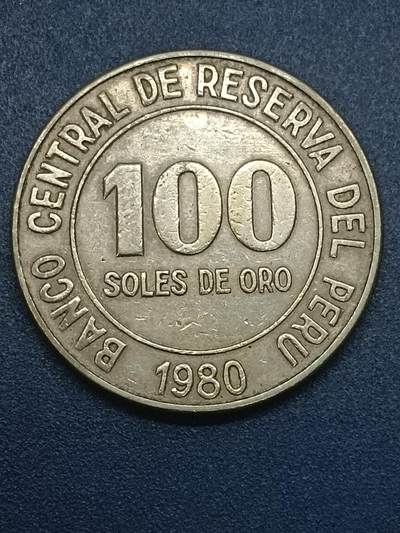 BANCO CENTRAL DE RESERVA DEL PERU
100
SOLES DE ORO
1980